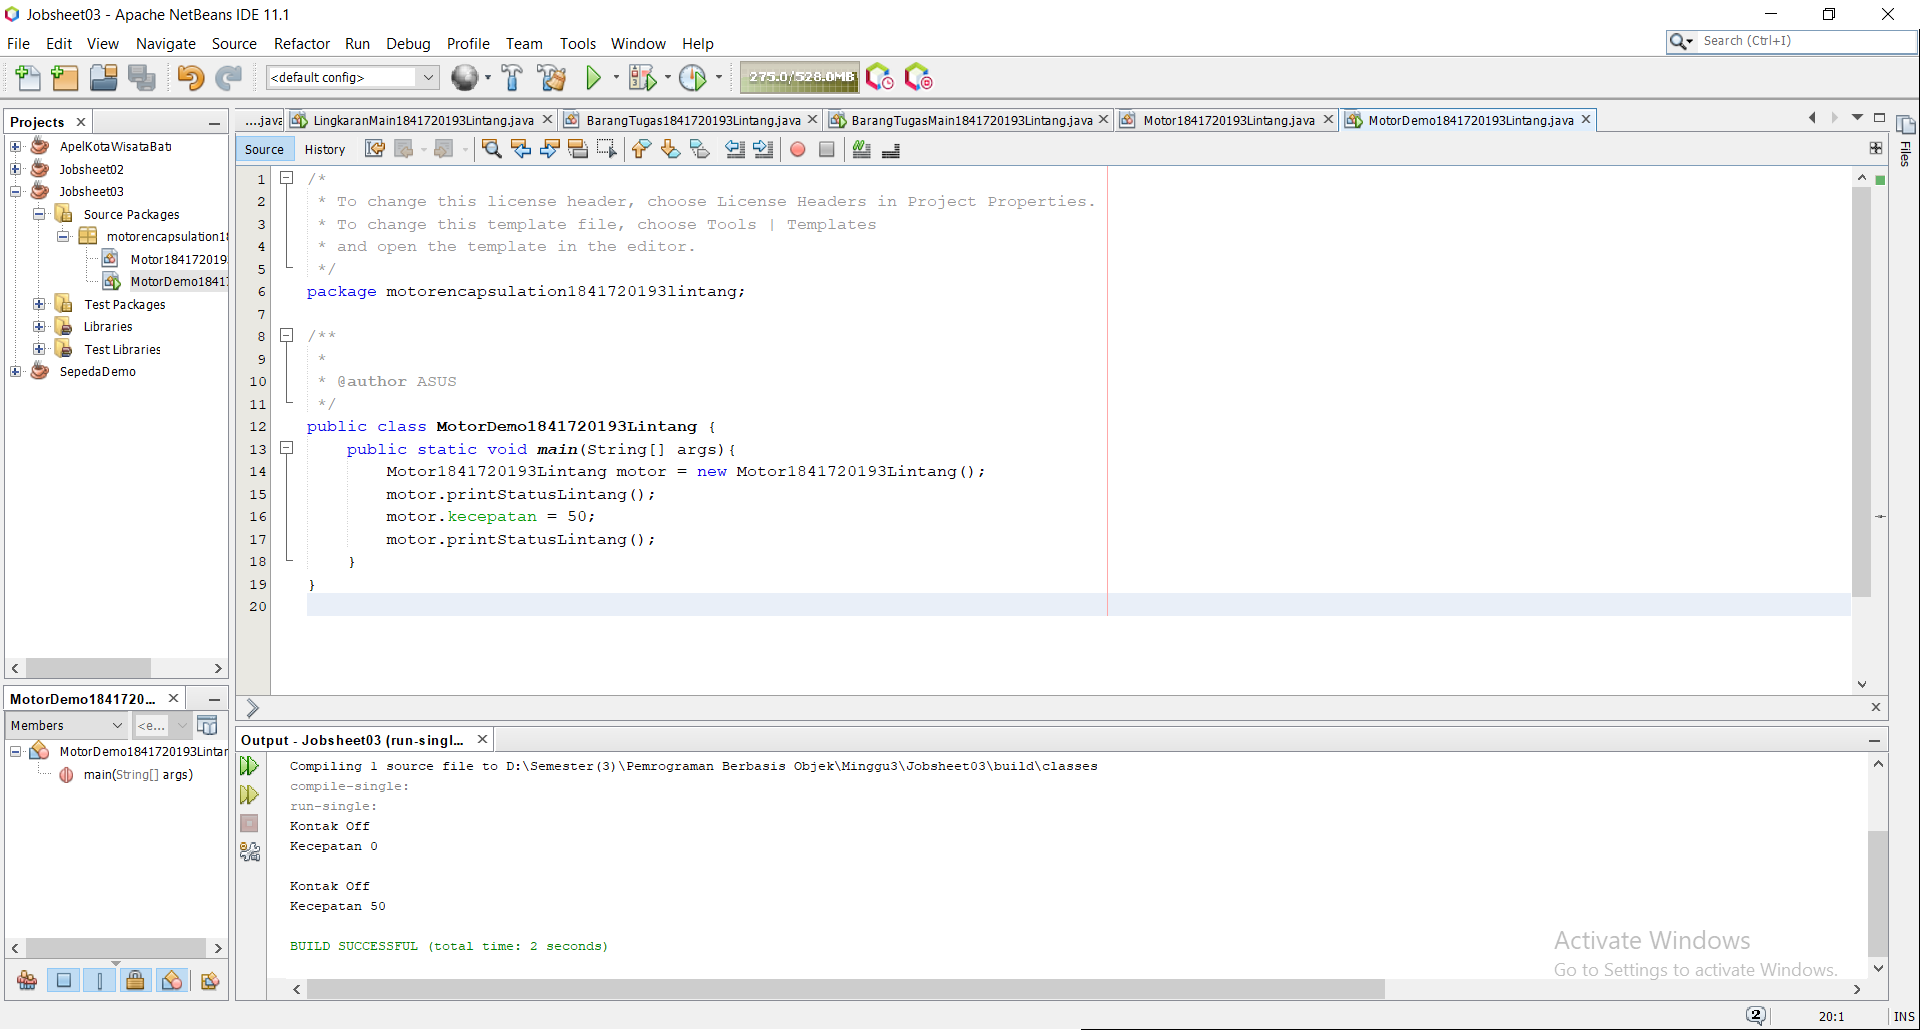 Jobsheet03 - Apache NetBeans IDE 11.1
File Edit View Navigate Source Refactor Run Debug Profile Team Tools Window Help
Search (Ctrl+I)
<default config>
275.0/528.0MB
Projects
....java
LingkaranMain1841720193Lintang.java
BarangTugas1841720193Lintang.java
BarangTugasMain1841720193Lintang.java
Motor1841720193Lintang.java
MotorDemo1841720193Lintang.java
Files
ApelKotaWisataBatu
Jobsheet02
Jobsheet03
Source Packages
motorencapsulation18
Motor184172019
MotorDemo1841
Test Packages
Libraries
Test Libraries
SepedaDemo
Source History
1 /*
2 * To change this license header, choose License Headers in Project Properties.
3 * To change this template file, choose Tools | Templates
4 * and open the template in the editor.
5 */
6 package motorencapsulation1841720193lintang;
7
8 /**
9 *
10 * @author ASUS
11 */
12 public class MotorDemo1841720193Lintang {
13 public static void main(String[] args){
14 Motor1841720193Lintang motor = new Motor1841720193Lintang();
15 motor.printStatusLintang();
16 motor.kecepatan = 50;
17 motor.printStatusLintang();
18 }
19 }
20
MotorDemo1841720...
Members
<e...
MotorDemo1841720193Lintan
main(String[] args)
Output - Jobsheet03 (run-singl...
Compiling 1 source file to D:\Semester(3)\Pemrograman Berbasis Objek\Minggu3\Jobsheet03\build\classes
compile-single:
run-single:
Kontak Off
Kecepatan 0
Kontak Off
Kecepatan 50
BUILD SUCCESSFUL (total time: 2 seconds)
Activate Windows
Go to Settings to activate Windows.
2
20:1
INS